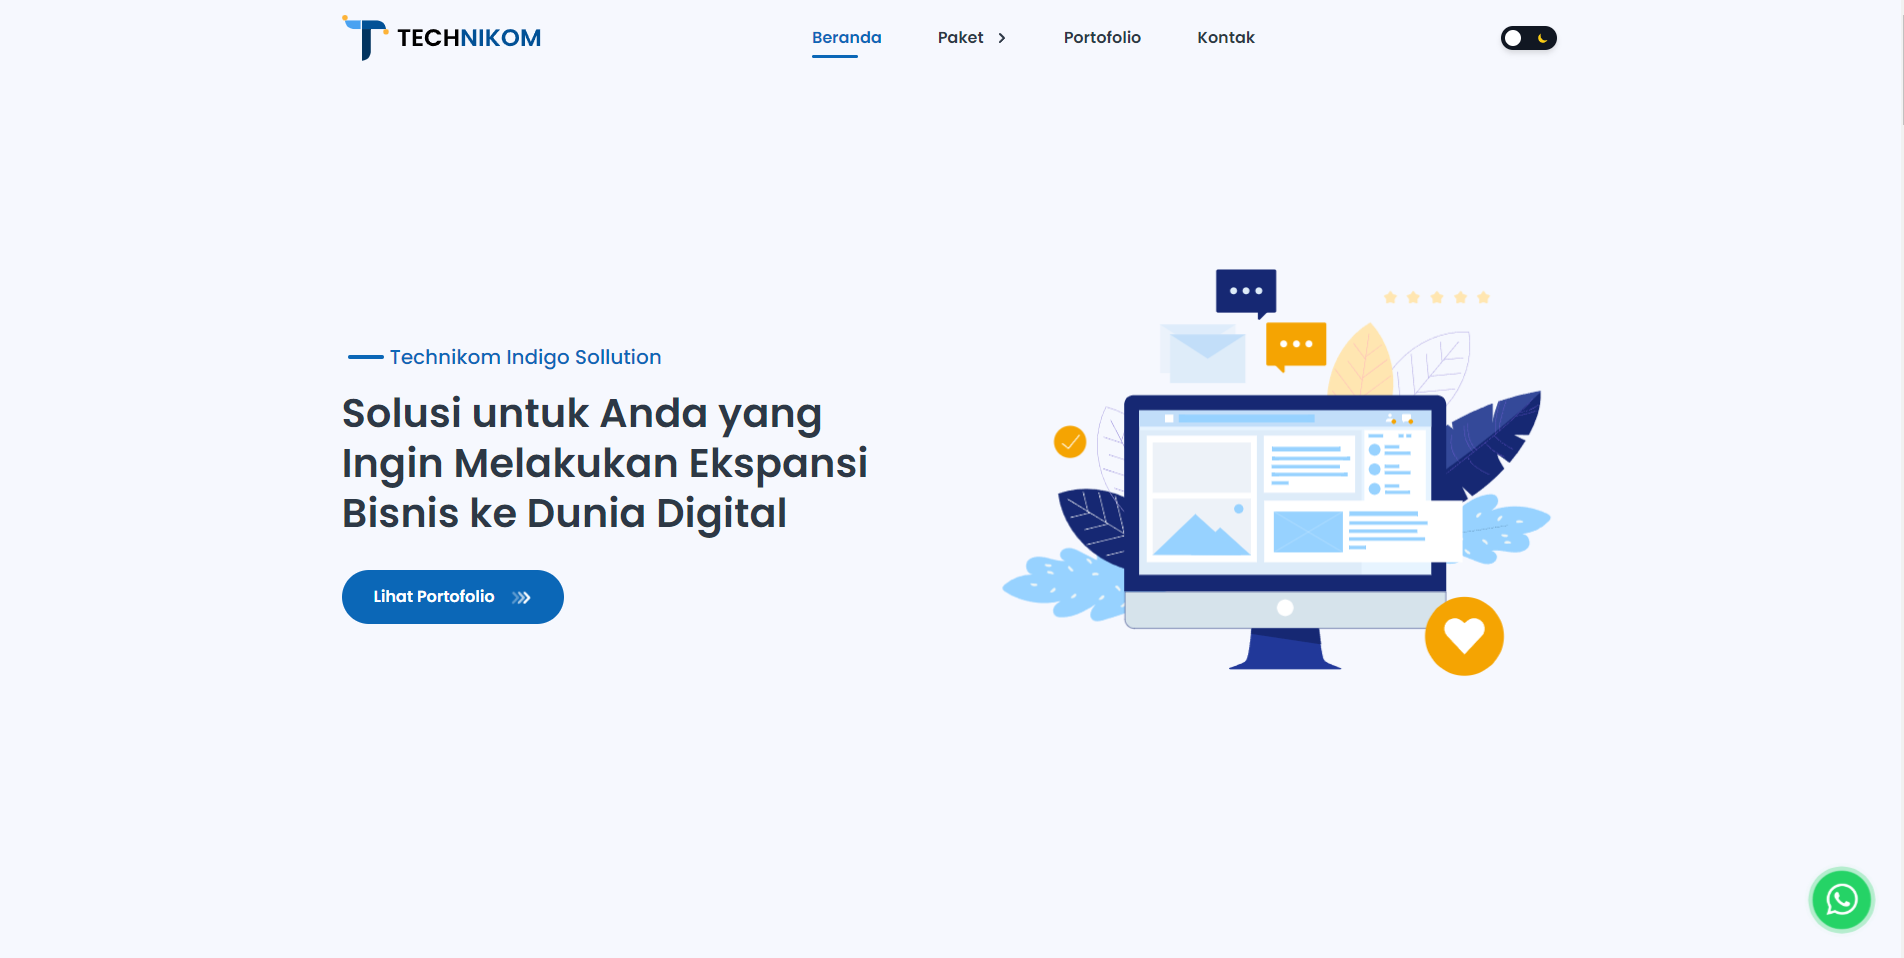 TECHNIKOM
Beranda
Paket
Portofolio
Kontak
Technikom Indigo Sollution
Solusi untuk Anda yang
Ingin Melakukan Ekspansi
Bisnis ke Dunia Digital
Lihat Portofolio